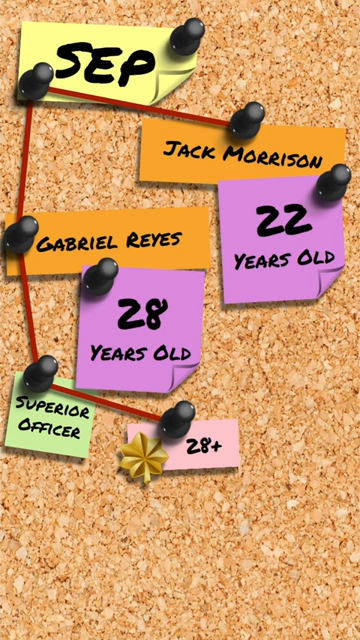 SEP
JACK MORRISON
22
YEARS OLD
GABRIEL REYES
28
YEARS OLD
SUPERIOR
OFFICER
28+